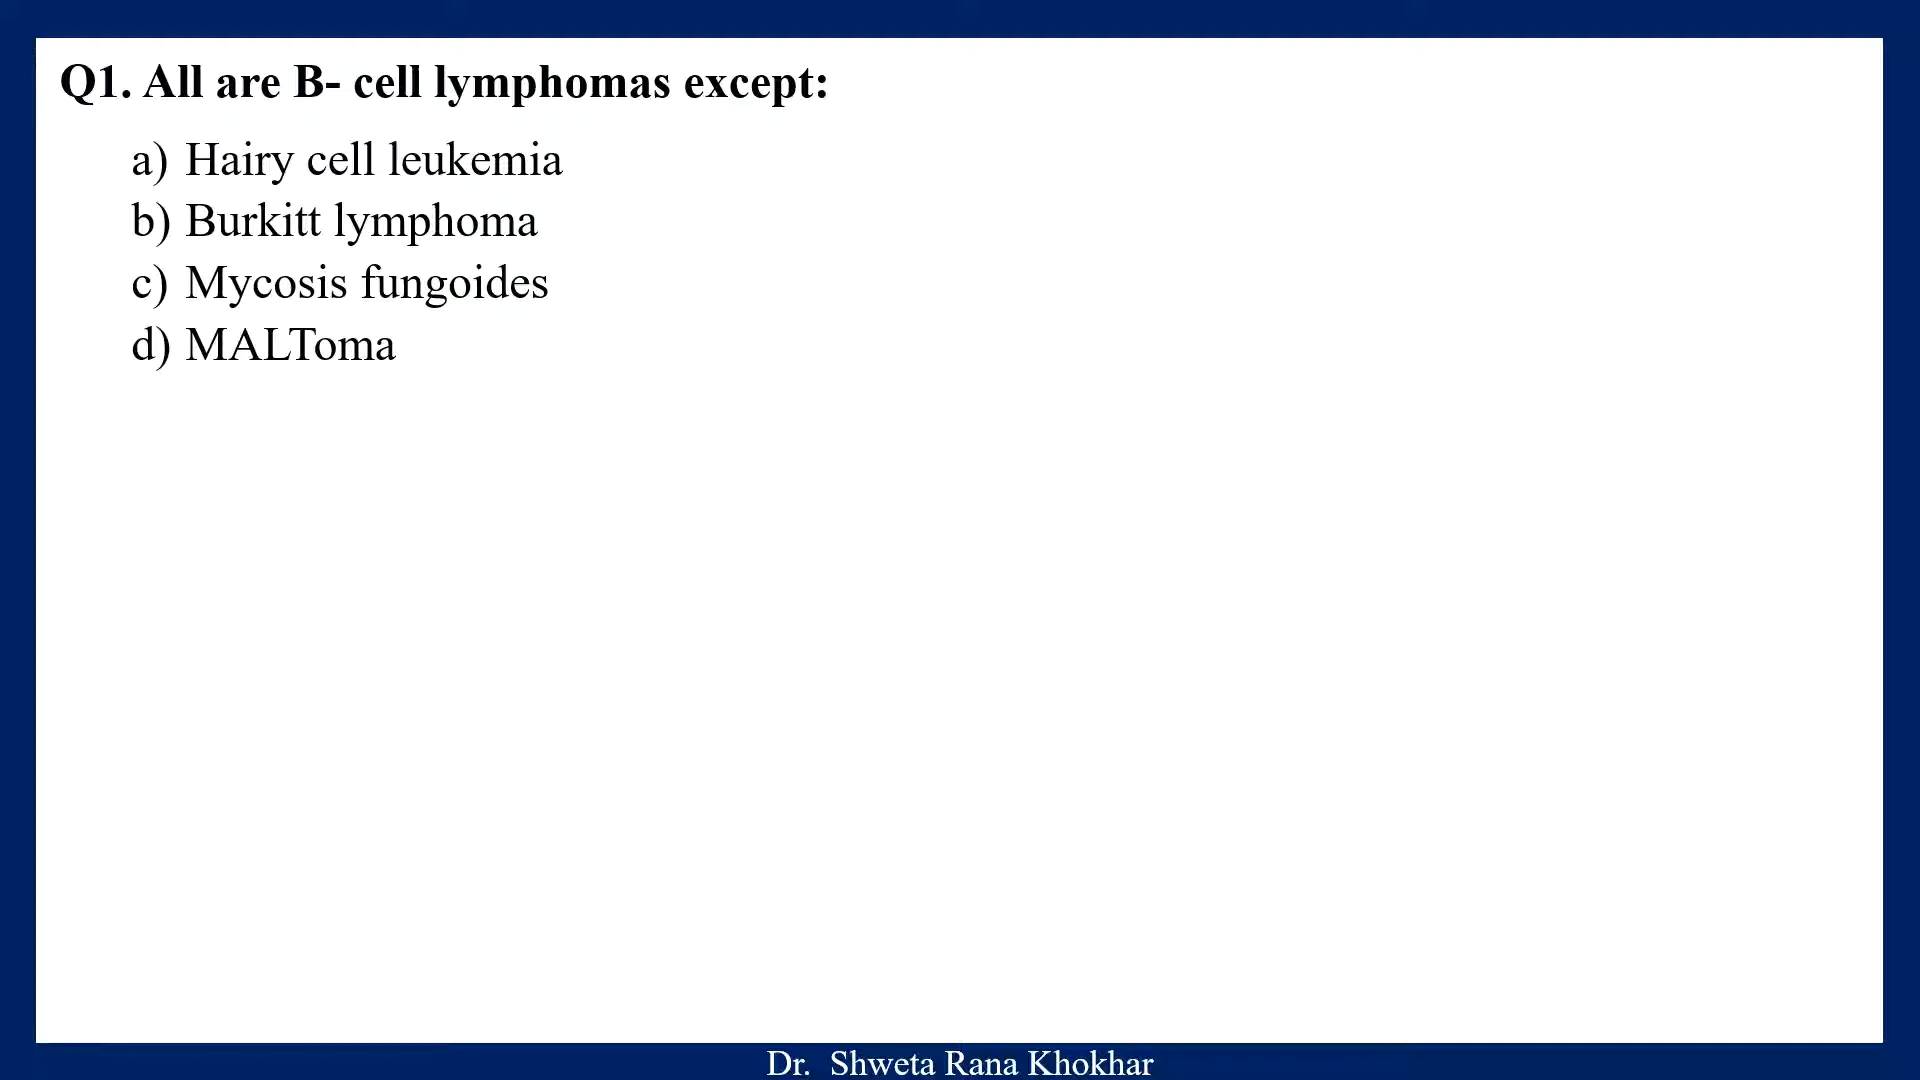 Q1. All are B- cell lymphomas except:
a) Hairy cell leukemia
b) Burkitt lymphoma
c) Mycosis fungoides
d) MALToma
Dr. Shweta Rana Khokhar